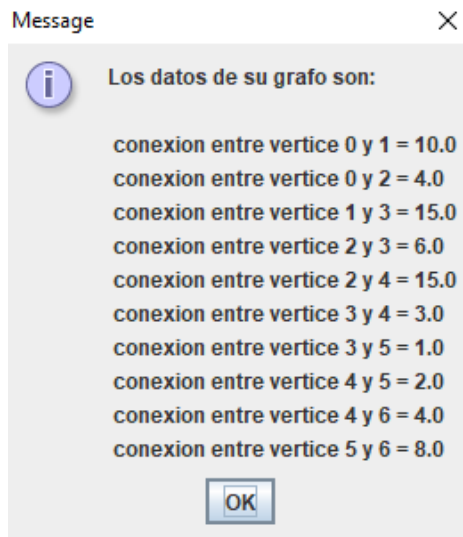 Message
Los datos de su grafo son:
conexion entre vertice 0 y 1 = 10.0
conexion entre vertice 0 y 2 = 4.0
conexion entre vertice 1 y 3 = 15.0
conexion entre vertice 2 y 3 = 6.0
conexion entre vertice 2 y 4 = 15.0
conexion entre vertice 3 y 4 = 3.0
conexion entre vertice 3 y 5 = 1.0
conexion entre vertice 4 y 5 = 2.0
conexion entre vertice 4 y 6 = 4.0
conexion entre vertice 5 y 6 = 8.0
OK